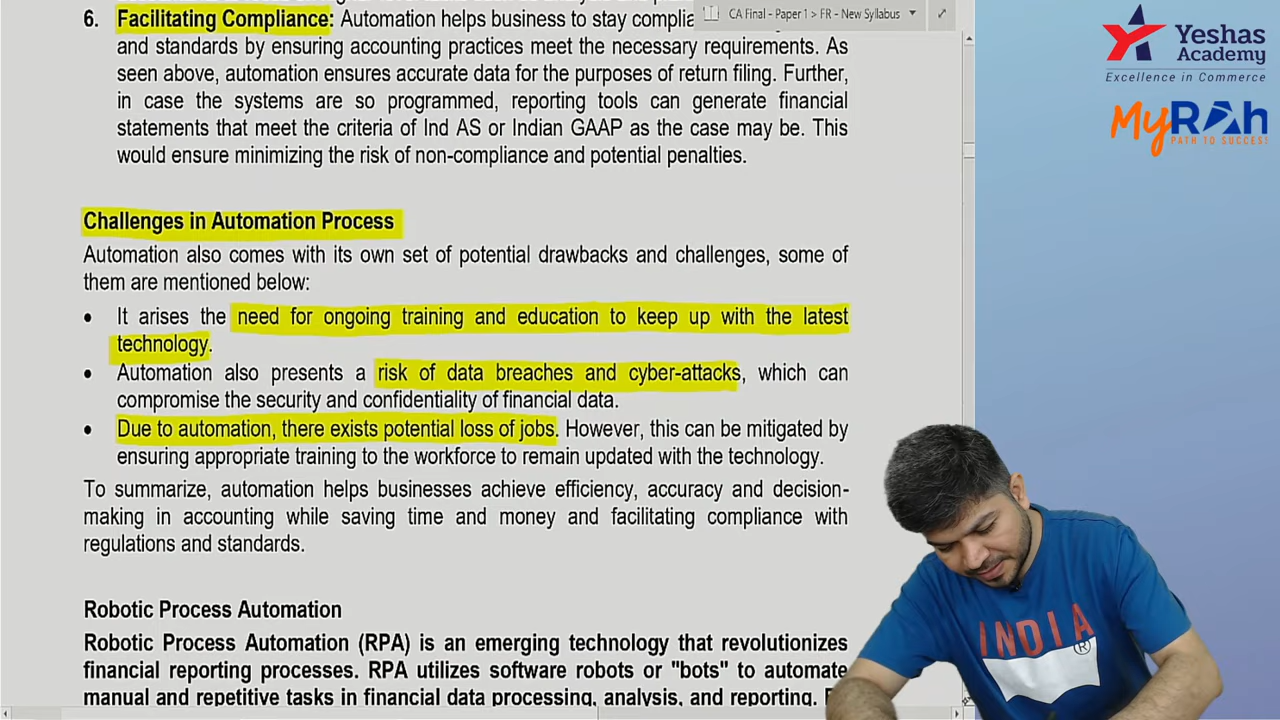 6. Facilitating Compliance: Automation helps business to stay
and standards by ensuring accounting practices meet the necessary requirements. As
seen above, automation ensures accurate data for the purposes of return filing. Further,
in case the systems are so programmed, reporting tools can generate financial
statements that meet the criteria of Ind AS or Indian GAAP as the case may be. This
would ensure minimizing the risk of non-compliance and potential penalties.
Challenges in Automation Process
Automation also comes with its own set of potential drawbacks and challenges, some of
them are mentioned below:
• It arises the need for ongoing training and education to keep up with the latest
technology.
• Automation also presents a risk of data breaches and cyber-attacks, which can
compromise the security and confidentiality of financial data.
• Due to automation, there exists potential loss of jobs. However, this can be mitigated by
ensuring appropriate training to the workforce to remain updated with the technology.
To summarize, automation helps businesses achieve efficiency, accuracy and decision-
making in accounting while saving time and money and facilitating compliance with
regulations and standards.
Robotic Process Automation
Robotic Process Automation (RPA) is an emerging technology that revolutionizes
financial reporting processes. RPA utilizes software robots or "bots" to automate
manual and repetitive tasks in financial data processing, analysis, and reporting.
CA Final - Paper 1 > FR - New Syllabus
Yeshas
Academy
Excellence in Commerce
MyRAh
PATH TO SUCCESS
INDIA